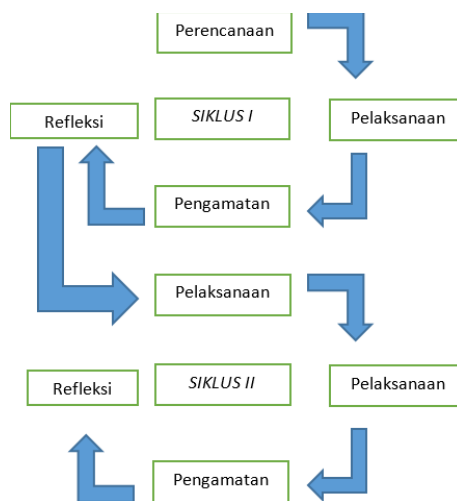 Perencanaan
Refleksi
SIKLUS I
Pelaksanaan
Pengamatan
Pelaksanaan
Refleksi
SIKLUS II
Pelaksanaan
Pengamatan